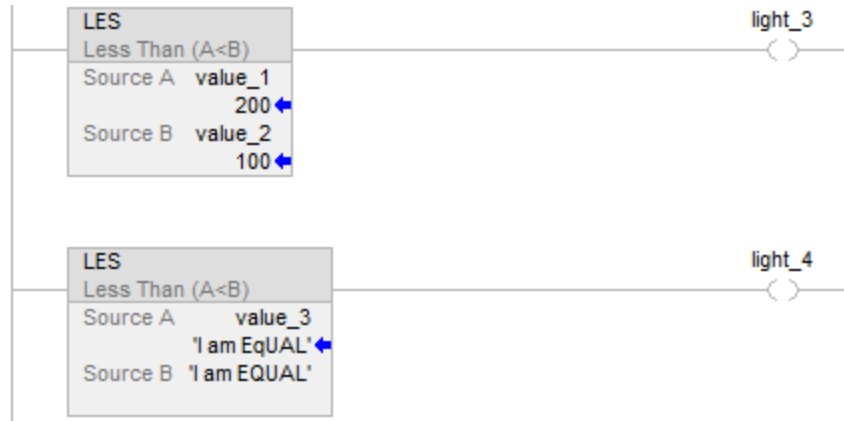 LES
light_3
Less Than (A<B)
Source A value_1
200
Source B value_2
100
LES
light_4
Less Than (A<B)
Source A value_3
'I am EqUAL'
Source B 'I am EQUAL'